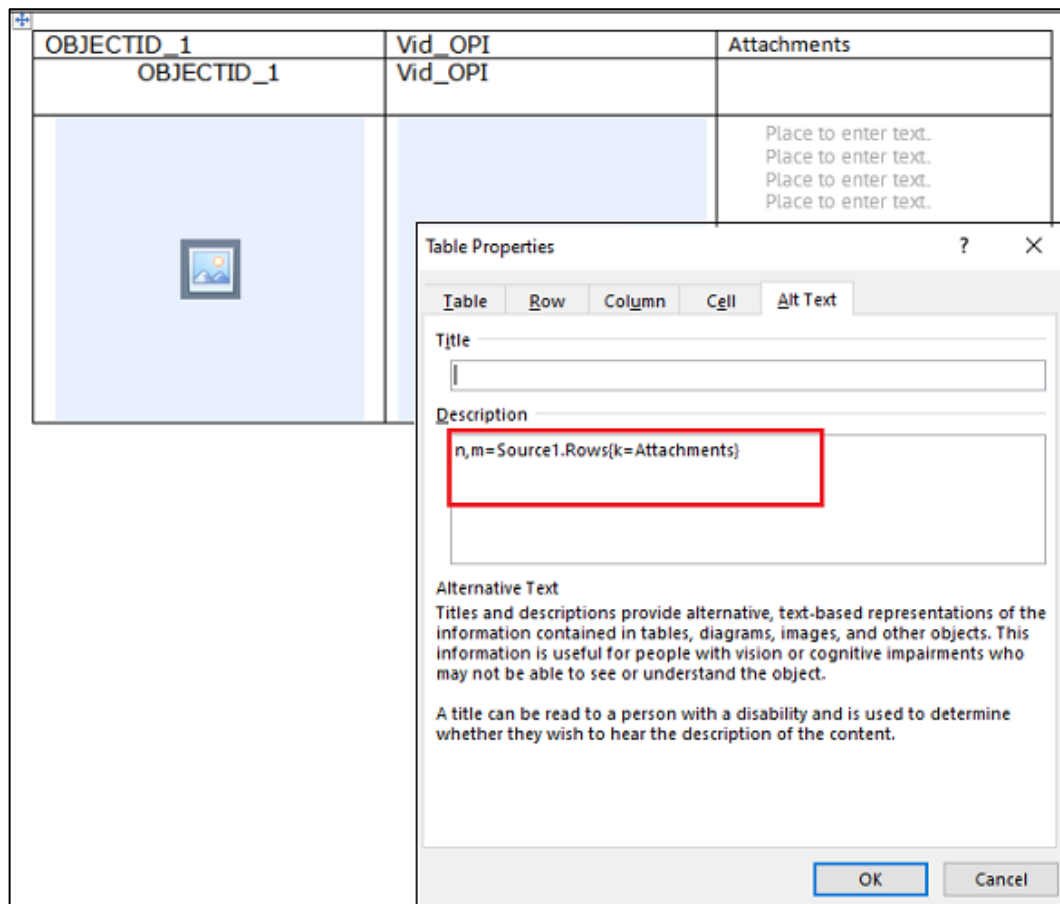 OBJECTID_1 Vid_OPI Attachments
OBJECTID_1 Vid_OPI
Place to enter text.
Place to enter text.
Place to enter text.
Place to enter text.
Table Properties ?
Table Row Column Cell Alt Text
Title
Description
n,m=Source1.Rows{k=Attachments}
Alternative Text
Titles and descriptions provide alternative, text-based representations of the
information contained in tables, diagrams, images, and other objects. This
information is useful for people with vision or cognitive impairments who
may not be able to see or understand the object.
A title can be read to a person with a disability and is used to determine
whether they wish to hear the description of the content.
OK Cancel